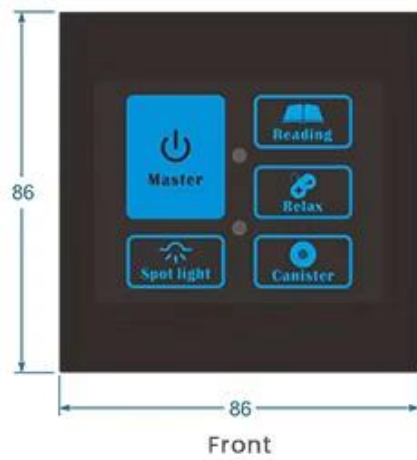 86
Master
Reading
Relax
Spot light
Canister
86
Front